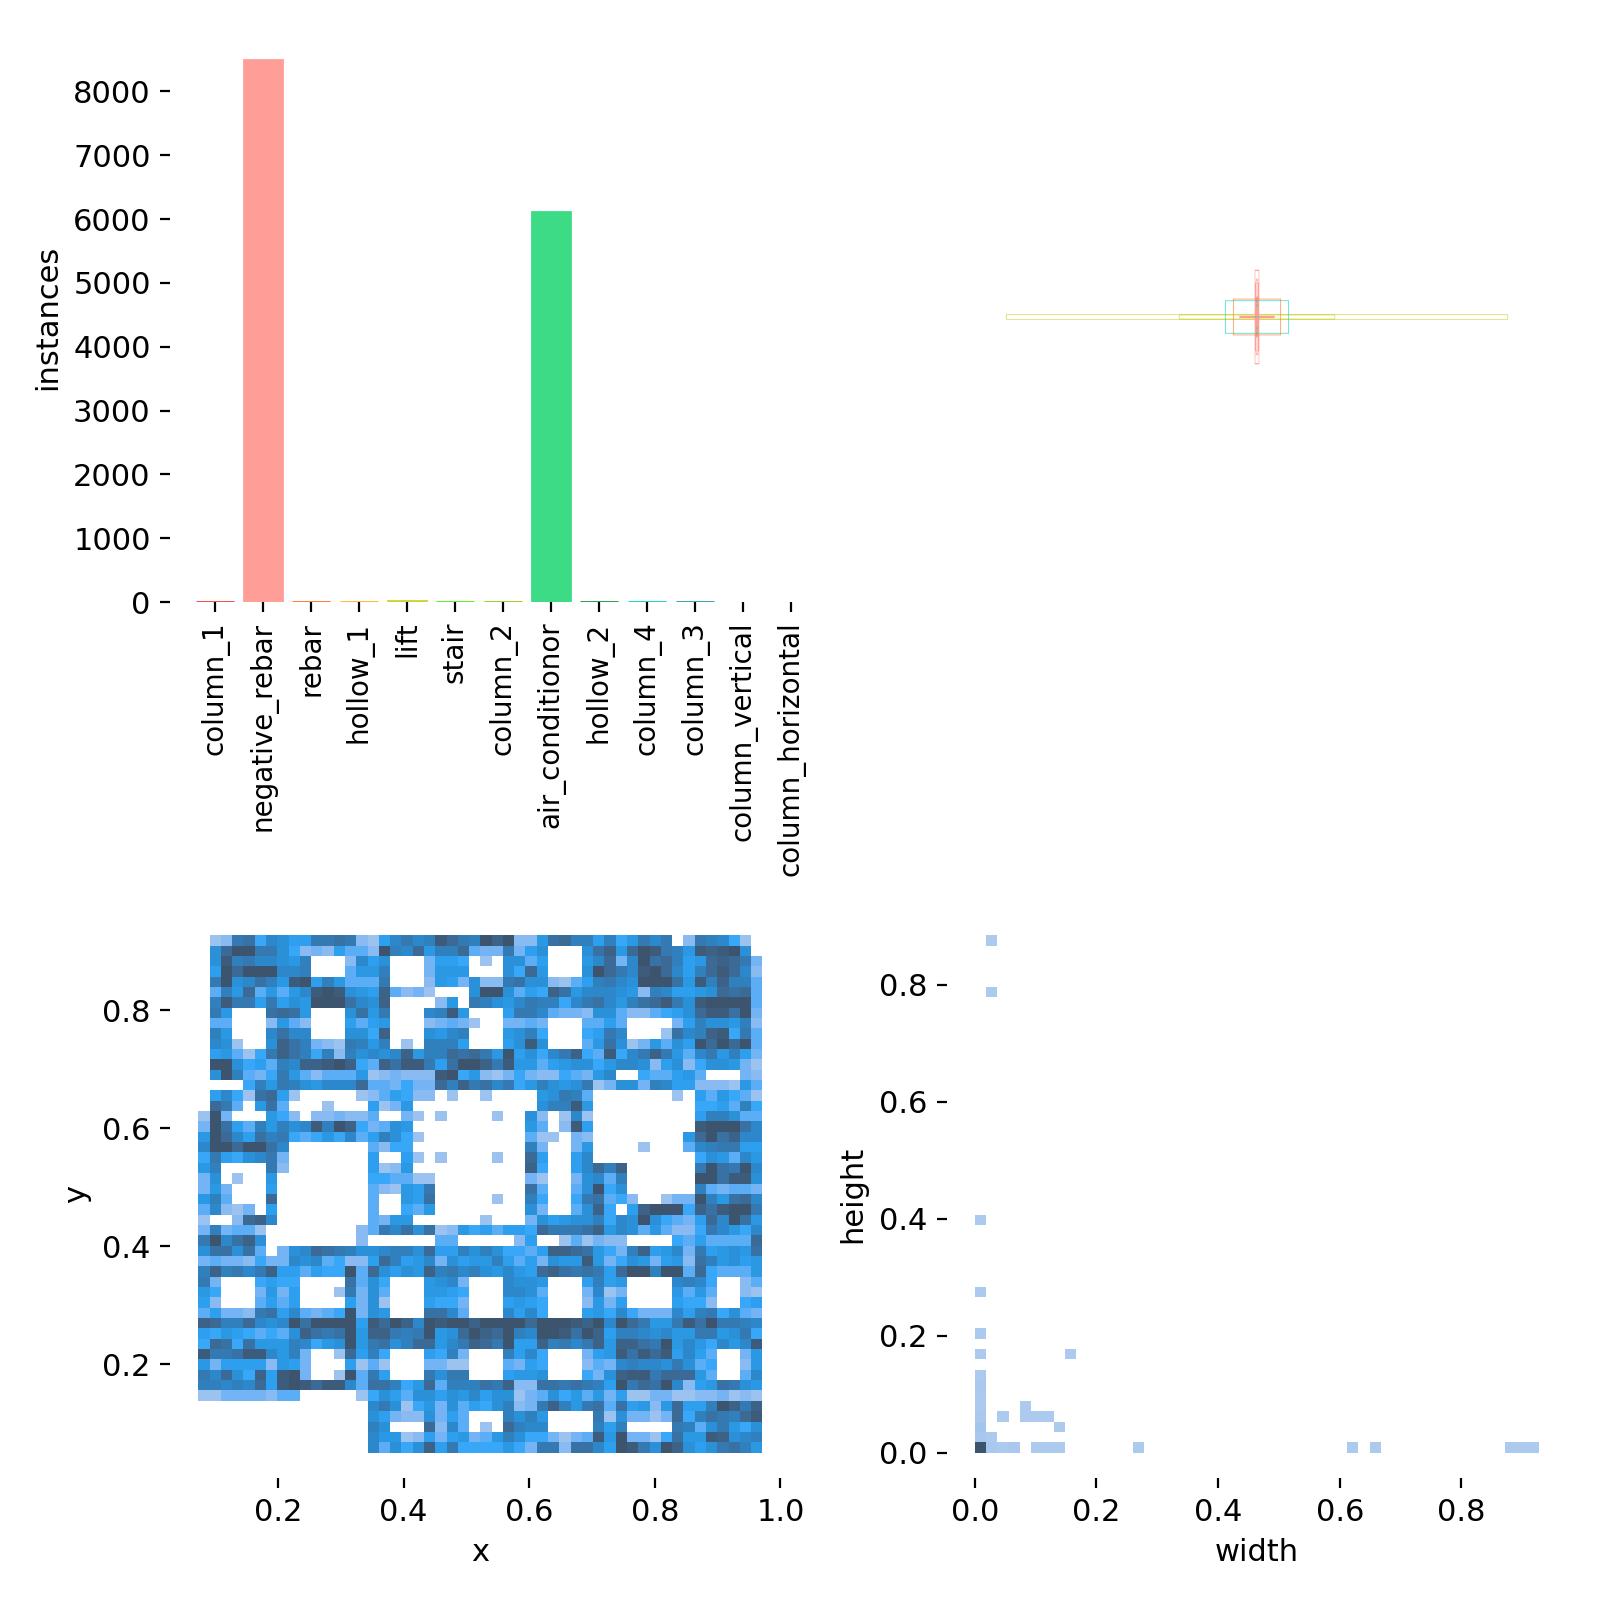 8000
7000
6000
5000
4000
3000
2000
1000
0
instances
column_1
negative_rebar
rebar
hollow_1
lift
stair
column_2
air_conditionor
hollow_2
column_4
column_3
column_vertical
column_horizontal
0.8
0.6
0.4
0.2
y
0.2 0.4 0.6 0.8 1.0
x
0.8
0.6
0.4
0.2
0.0
height
0.0 0.2 0.4 0.6 0.8
width